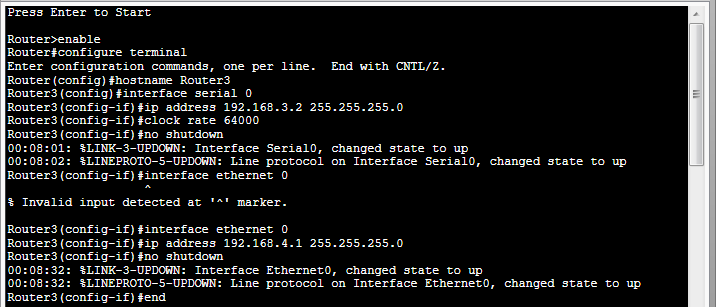 Press Enter to Start
Router>enable
Router#configure terminal
Enter configuration commands, one per line.  End with CNTL/Z.
Router(config)#hostname Router3
Router3(config)#interface serial 0
Router3(config-if)#ip address 192.168.3.2 255.255.255.0
Router3(config-if)#clock rate 64000
Router3(config-if)#no shutdown
00:08:01: %LINK-3-UPDOWN: Interface Serial0, changed state to up
00:08:02: %LINEPROTO-5-UPDOWN: Line protocol on Interface Serial0, changed state to up
Router3(config-if)#interface ethernet 0
^
% Invalid input detected at '^' marker.
Router3(config-if)#interface ethernet 0
Router3(config-if)#ip address 192.168.4.1 255.255.255.0
Router3(config-if)#no shutdown
00:08:32: %LINK-3-UPDOWN: Interface Ethernet0, changed state to up
00:08:32: %LINEPROTO-5-UPDOWN: Line protocol on Interface Ethernet0, changed state to up
Router3(config-if)#end